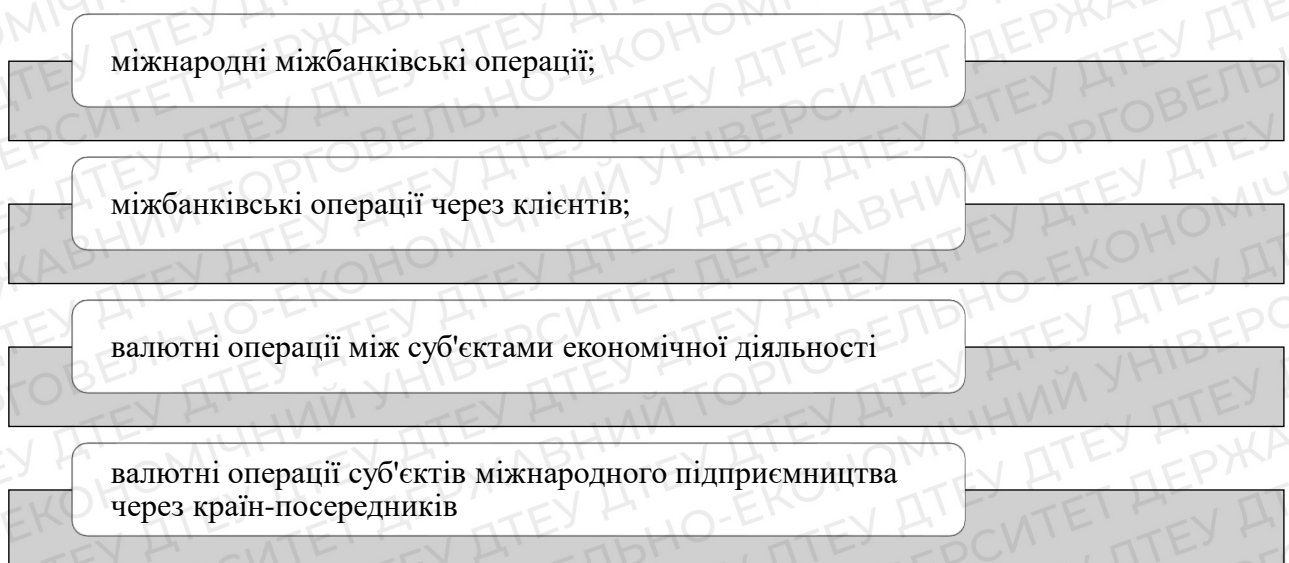 міжнародні міжбанківські операції;
міжбанківські операції через клієнтів;
валютні операції між суб'єктами економічної діяльності
валютні операції суб'єктів міжнародного підприємництва
через країн-посередників